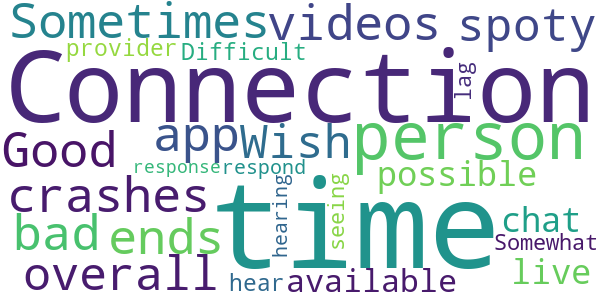 Sometimes videos spoty
provider Difficult
Connection
lag
Good app Wish person
response respond possible
crashes
hearing time seeing
bad ends chat
Somewhat
overall hear available live